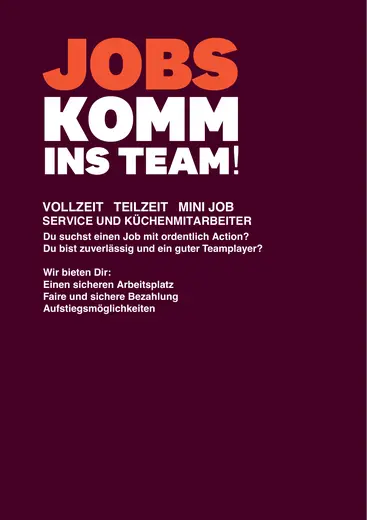 JOBS
KOMM
INS TEAM!
VOLLZEIT TEILZEIT MINI JOB
SERVICE UND KÜCHENMITARBEITER
Du suchst einen Job mit ordentlich Action?
Du bist zuverlässig und ein guter Teamplayer?
Wir bieten Dir:
Einen sicheren Arbeitsplatz
Faire und sichere Bezahlung
Aufstiegsmöglichkeiten